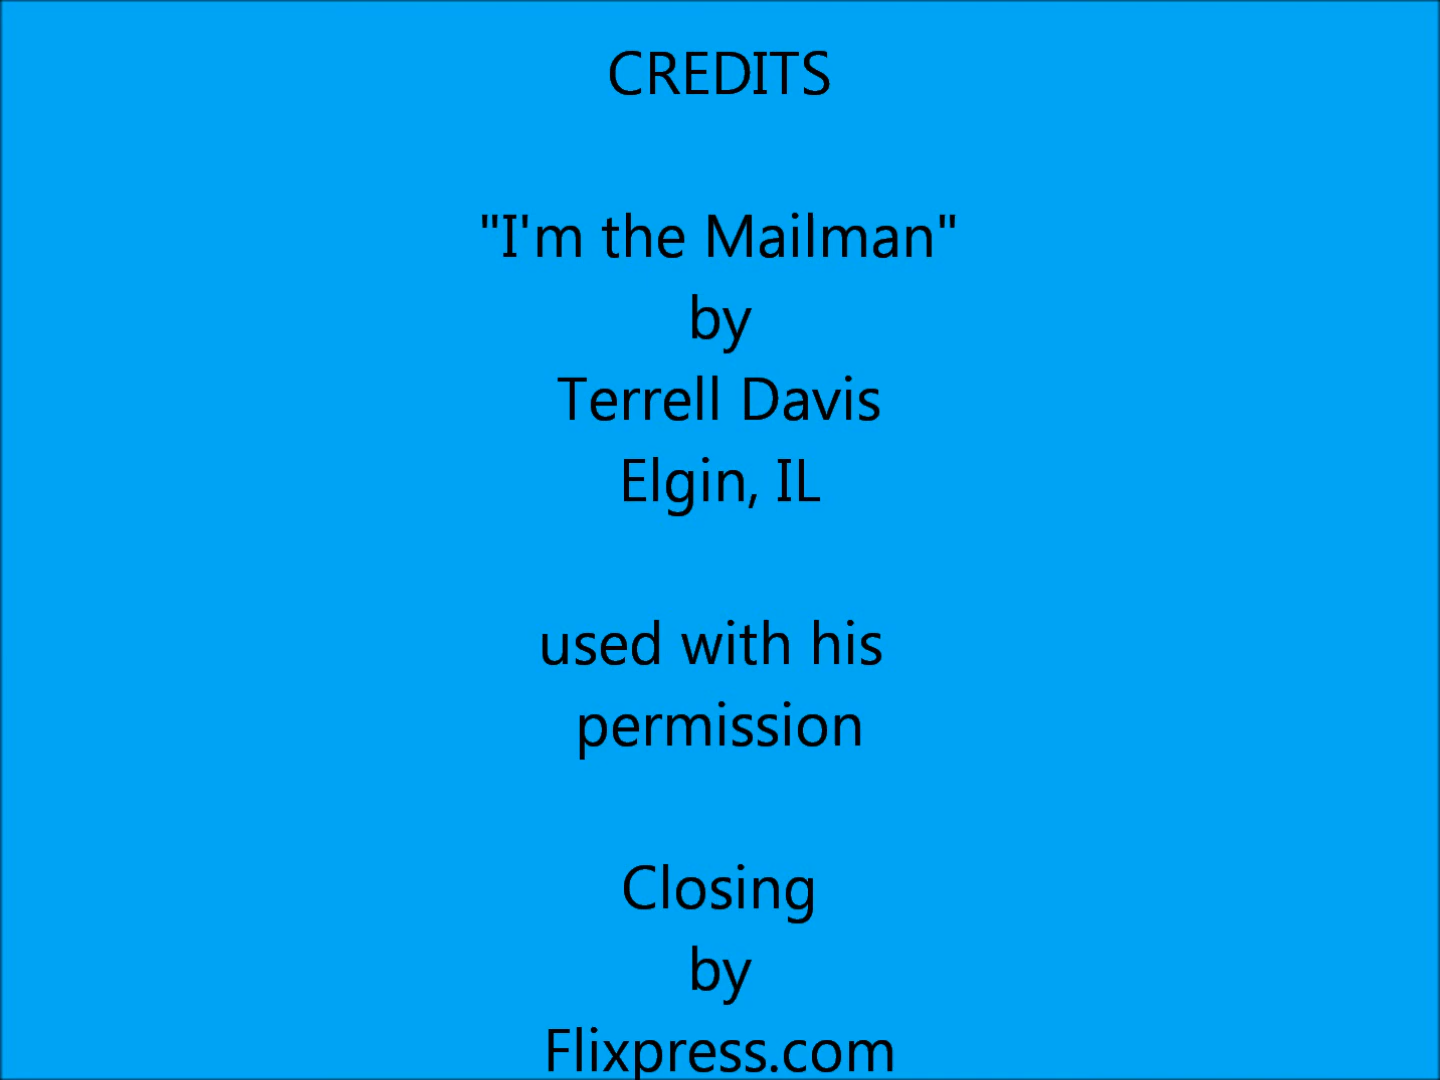 CREDITS
"I'm the Mailman"
by
Terrell Davis
Elgin, IL
used with his
permission
Closing
by
Flixpress.com